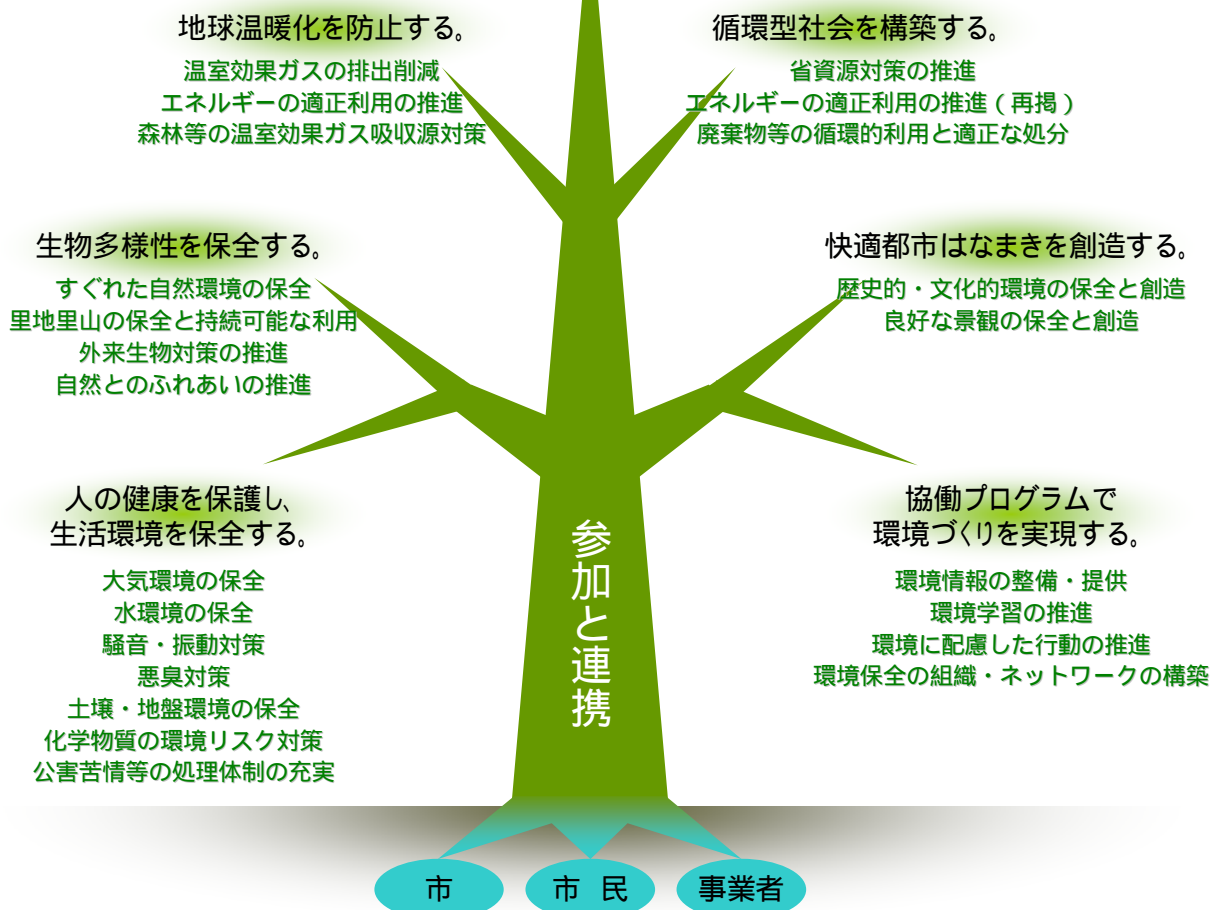 地球温暖化を防止する。
温室効果ガスの排出削減
エネルギーの適正利用の推進
森林等の温室効果ガス吸収源対策
循環型社会を構築する。
省資源対策の推進
エネルギーの適正利用の推進（再掲）
廃棄物等の循環的利用と適正な処分
生物多様性を保全する。
すぐれた自然環境の保全
里地里山の保全と持続可能な利用
外来生物対策の推進
自然とのふれあいの推進
快適都市はなまきを創造する。
歴史的・文化的環境の保全と創造
良好な景観の保全と創造
人の健康を保護し、
生活環境を保全する。
大気環境の保全
水環境の保全
騒音・振動対策
悪臭対策
土壌・地盤環境の保全
化学物質の環境リスク対策
公害苦情等の処理体制の充実
参加と連携
協働プログラムで
環境づくりを実現する。
環境情報の整備・提供
環境学習の推進
環境に配慮した行動の推進
環境保全の組織・ネットワークの構築
市
市 民
事業者